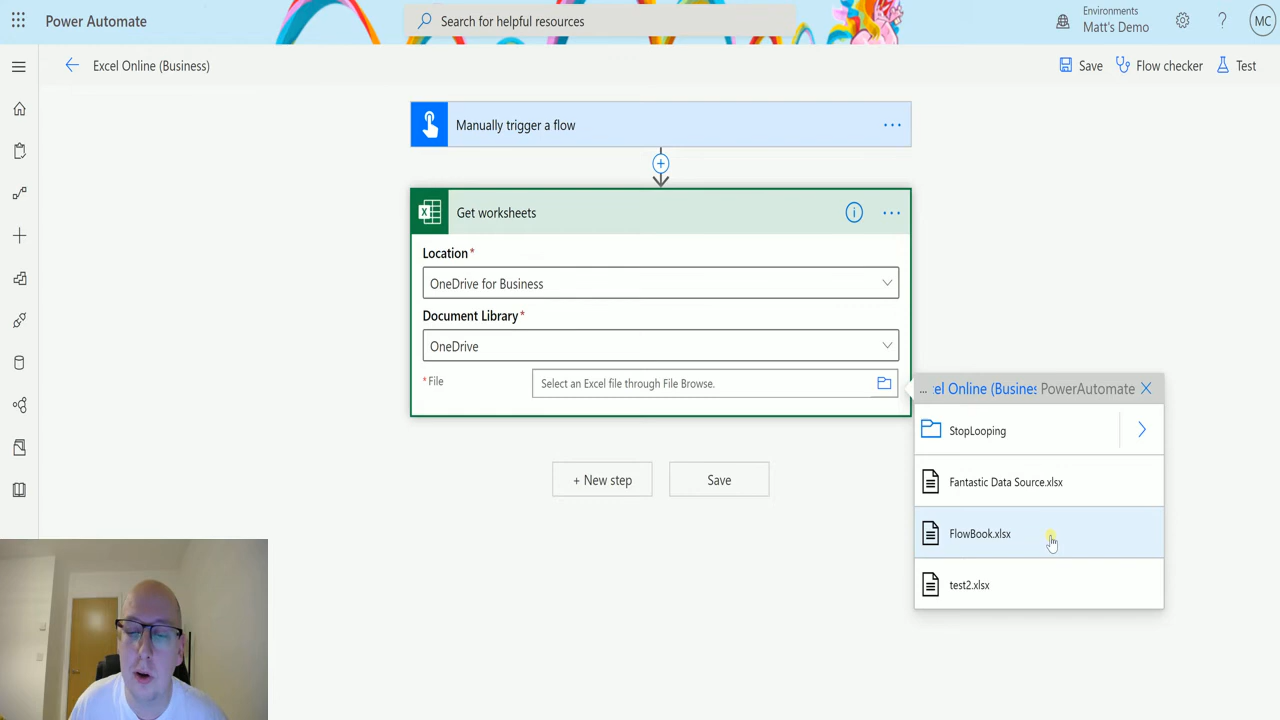 Power Automate
Search for helpful resources
Environments
Matt's Demo
MC
Excel Online (Business)
Save
Flow checker
Test
Manually trigger a flow
Get worksheets
Location *
OneDrive for Business
Document Library *
OneDrive
* File
Select an Excel file through File Browse.
... cel Online (Busines PowerAutomate
StopLooping
Fantastic Data Source.xlsx
FlowBook.xlsx
test2.xlsx
+ New step
Save